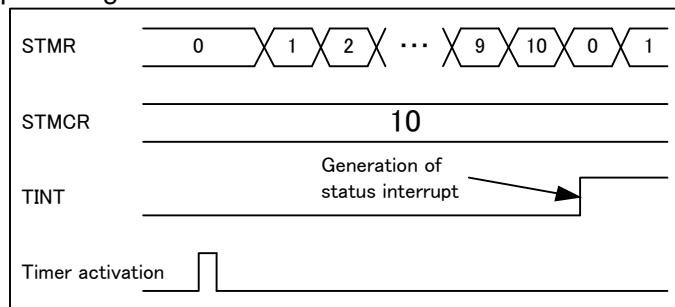 STMR 0 1 2 ··· 9 10 0 1
STMCR 10
Generation of
status interrupt
TINT
Timer activation